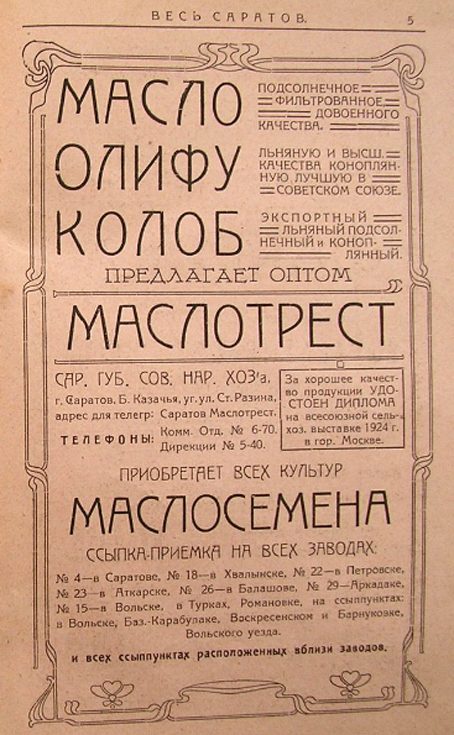 ВЕСЬ САРАТОВ.
5
МАСЛО
ПОДСОЛНЕЧНОЕ
ФИЛЬТРОВАННОЕ,
ДОВОЕННОГО
КАЧЕСТВА.
ОЛИФУ
ЛЬНЯНУЮ И ВЫСШ.
КАЧЕСТВА КОНОПЛЯН-
НУЮ, ЛУЧШУЮ В
СОВЕТСКОМ СОЮЗЕ.
КОЛОБ
ЭКСПОРТНЫЙ
ЛЬНЯНЫЙ ПОДСОЛ-
НЕЧНЫЙ И КОНОП-
ЛЯННЫЙ.
ПРЕДЛАГАЕТ ОПТОМ
МАСЛОТРЕСТ
САР. ГУБ. СОВ. НАР. ХОЗ'а,
г. Саратов, Б. Казачья, уг. ул. Ст. Разина,
адрес для телегр: Саратов Маслотрест.
ТЕЛЕФОНЫ:
Комм. Отд. № 6-70.
Дирекции № 5-40.
За хорошее качест-
во продукции УДО-
СТОЕН ДИПЛОМА
на всесоюзной сель-
хоз. выставке 1924 г.
в гор. Москве.
ПРИОБРЕТАЕТ ВСЕХ КУЛЬТУР
МАСЛОСЕМЕНА
ССЫПКА-ПРИЕМКА НА ВСЕХ ЗАВОДАХ:
№ 4—в Саратове, № 18—в Хвалынске, № 22—в Петровске,
№ 23—в Аткарске, № 26—в Балашове, № 29—Аркадаке,
№ 15—в Вольске, в Турках, Романовке, на ссыпунктах:
в Вольске, Баз.-Карабулаке, Воскресенском и Барнуковке,
Вольского уезда.
и всех ссыппунктах расположенных вблизи заводов.